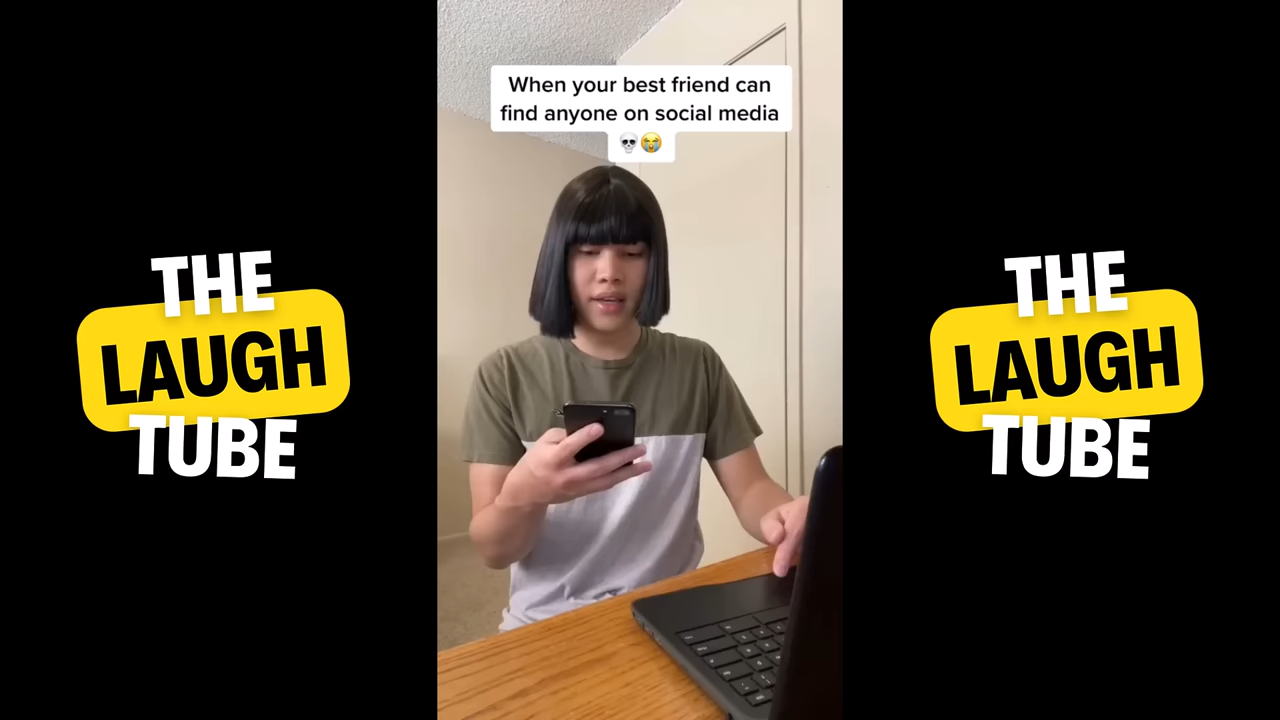 When your best friend can
find anyone on social media
💀😭
THE
LAUGH
TUBE
THE
LAUGH
TUBE